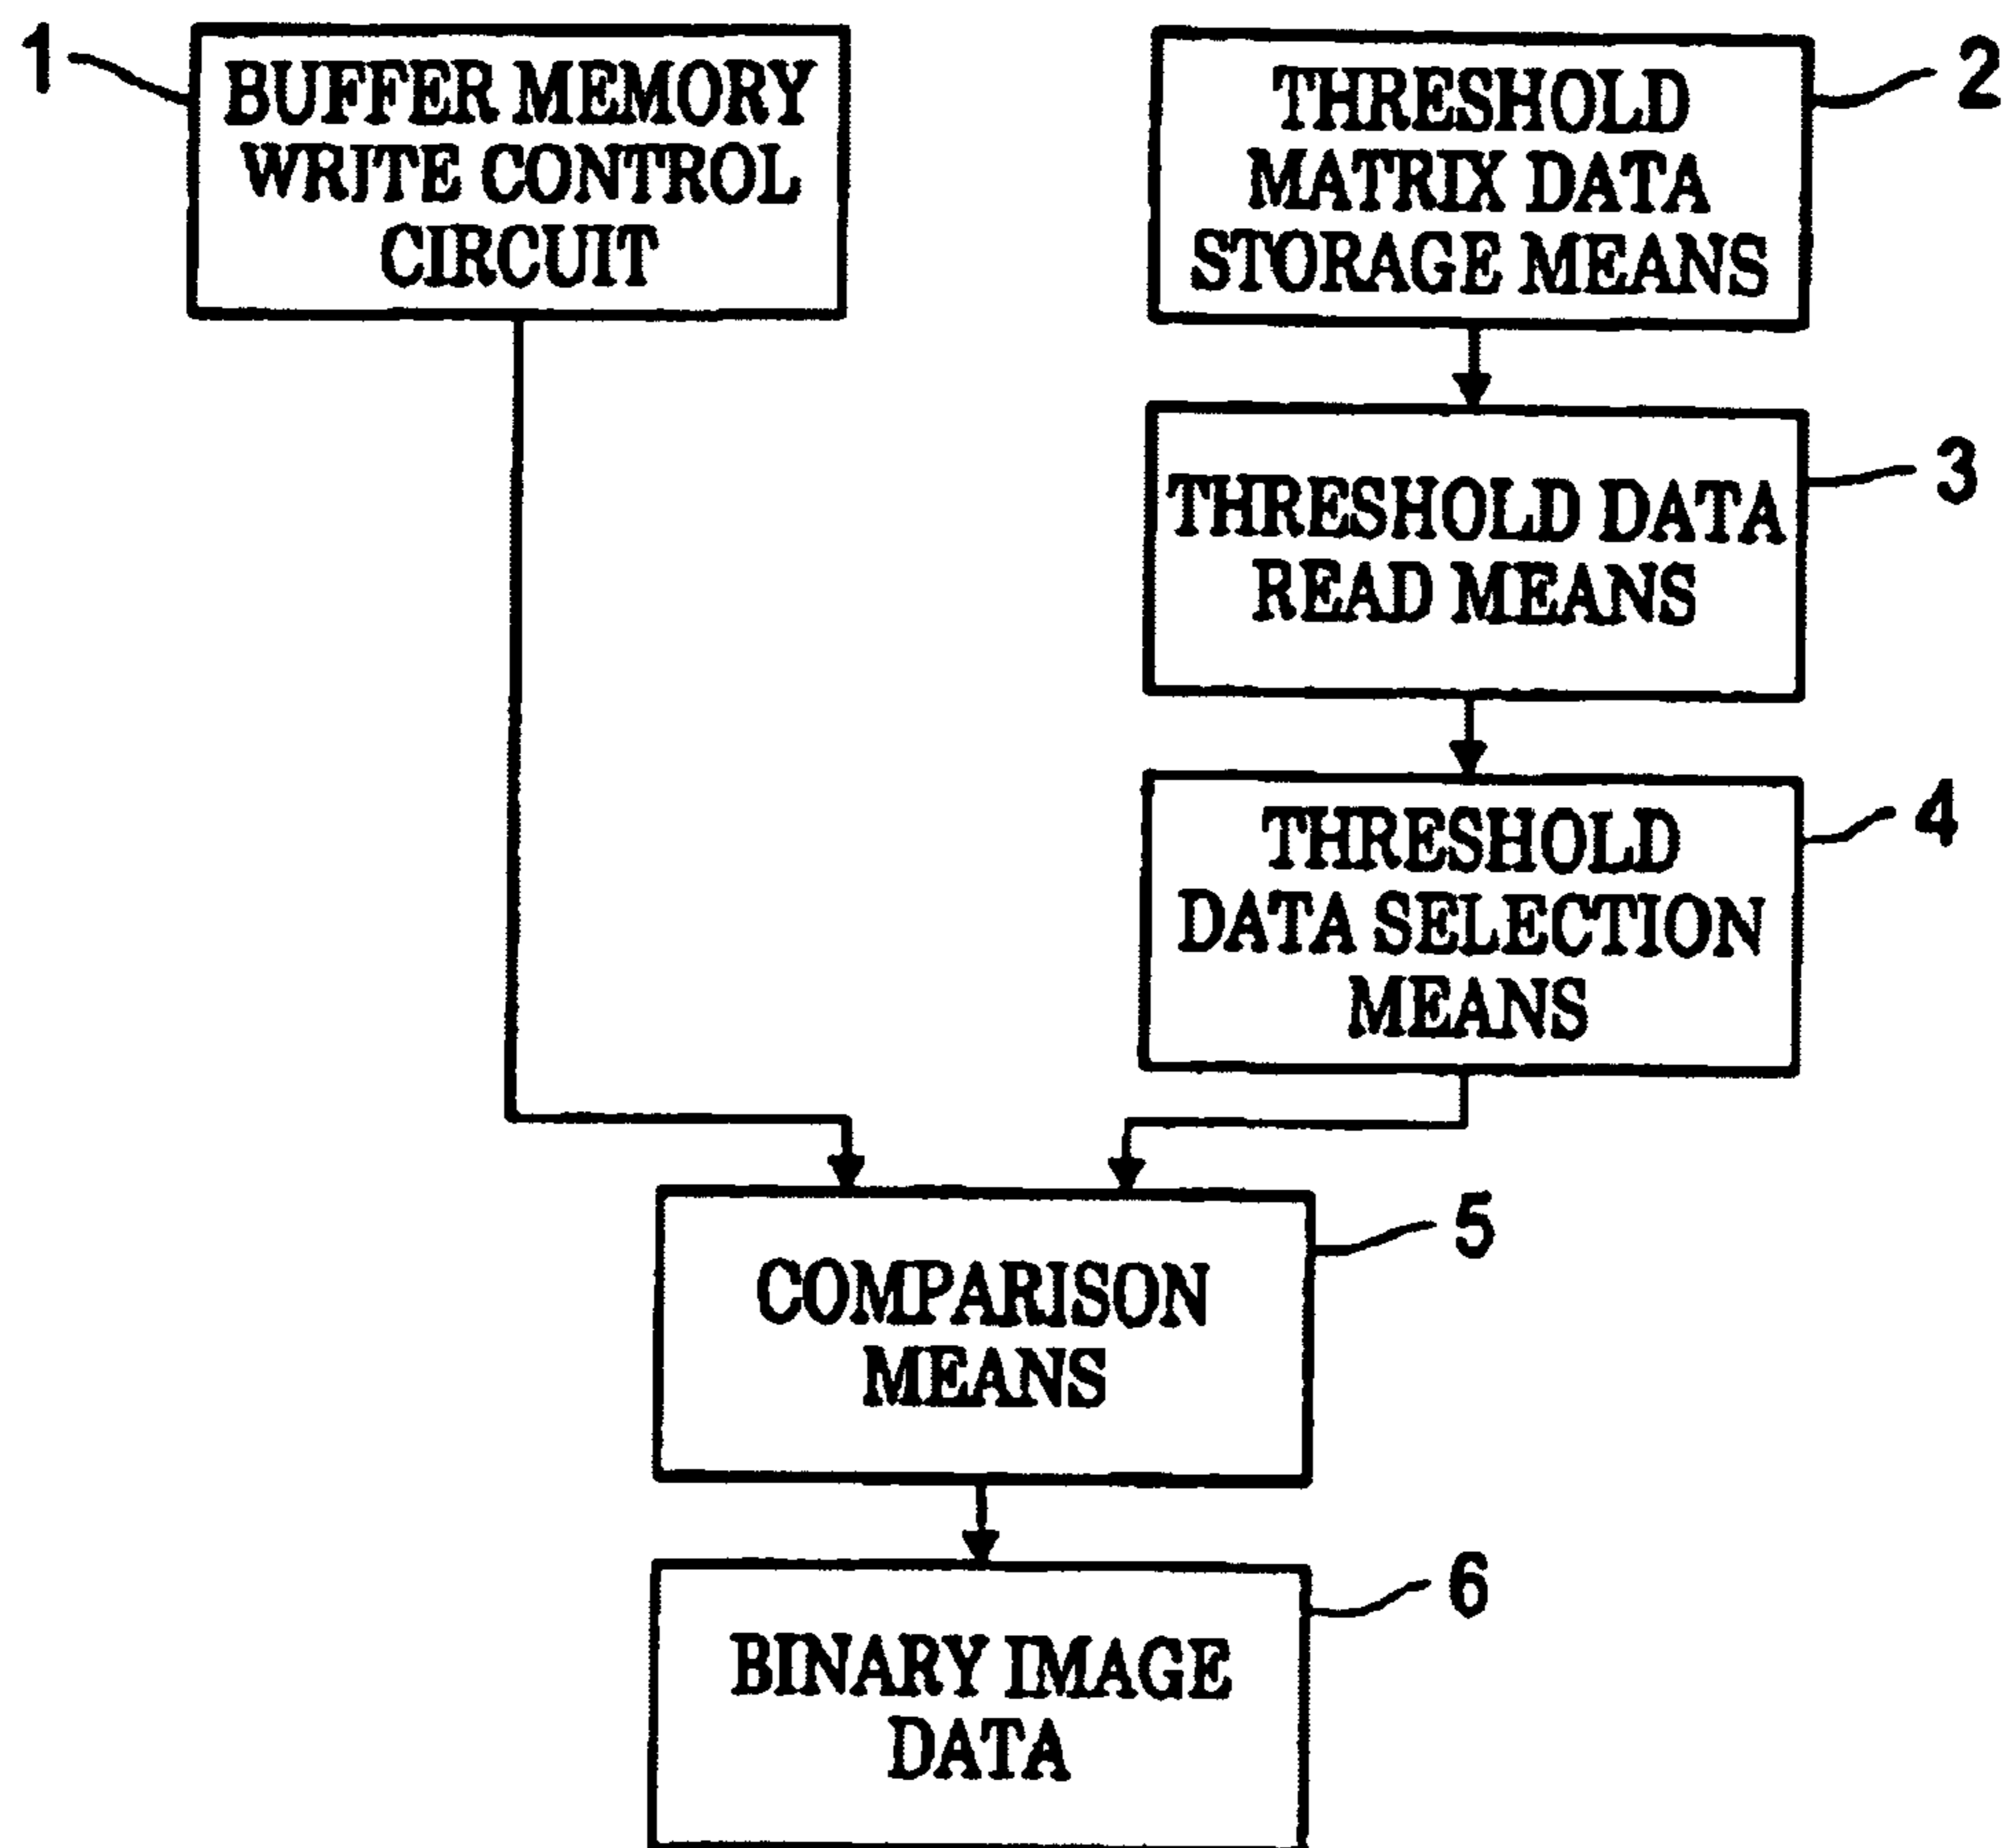 1
BUFFER MEMORY
WRITE CONTROL
CIRCUIT
2
THRESHOLD
MATRIX DATA
STORAGE MEANS
3
THRESHOLD DATA
READ MEANS
4
THRESHOLD
DATA SELECTION
MEANS
5
COMPARISON
MEANS
6
BINARY IMAGE
DATA